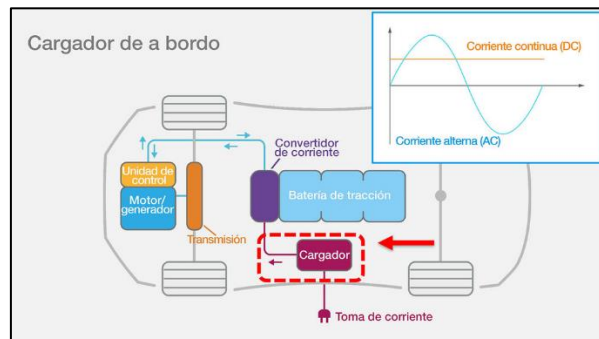 Cargador de a bordo
Corriente continua (DC)
Corriente alterna (AC)
Convertidor
de corriente
Unidad de
control
Motor/
generador
Batería de tracción
Transmisión
Cargador
Toma de corriente